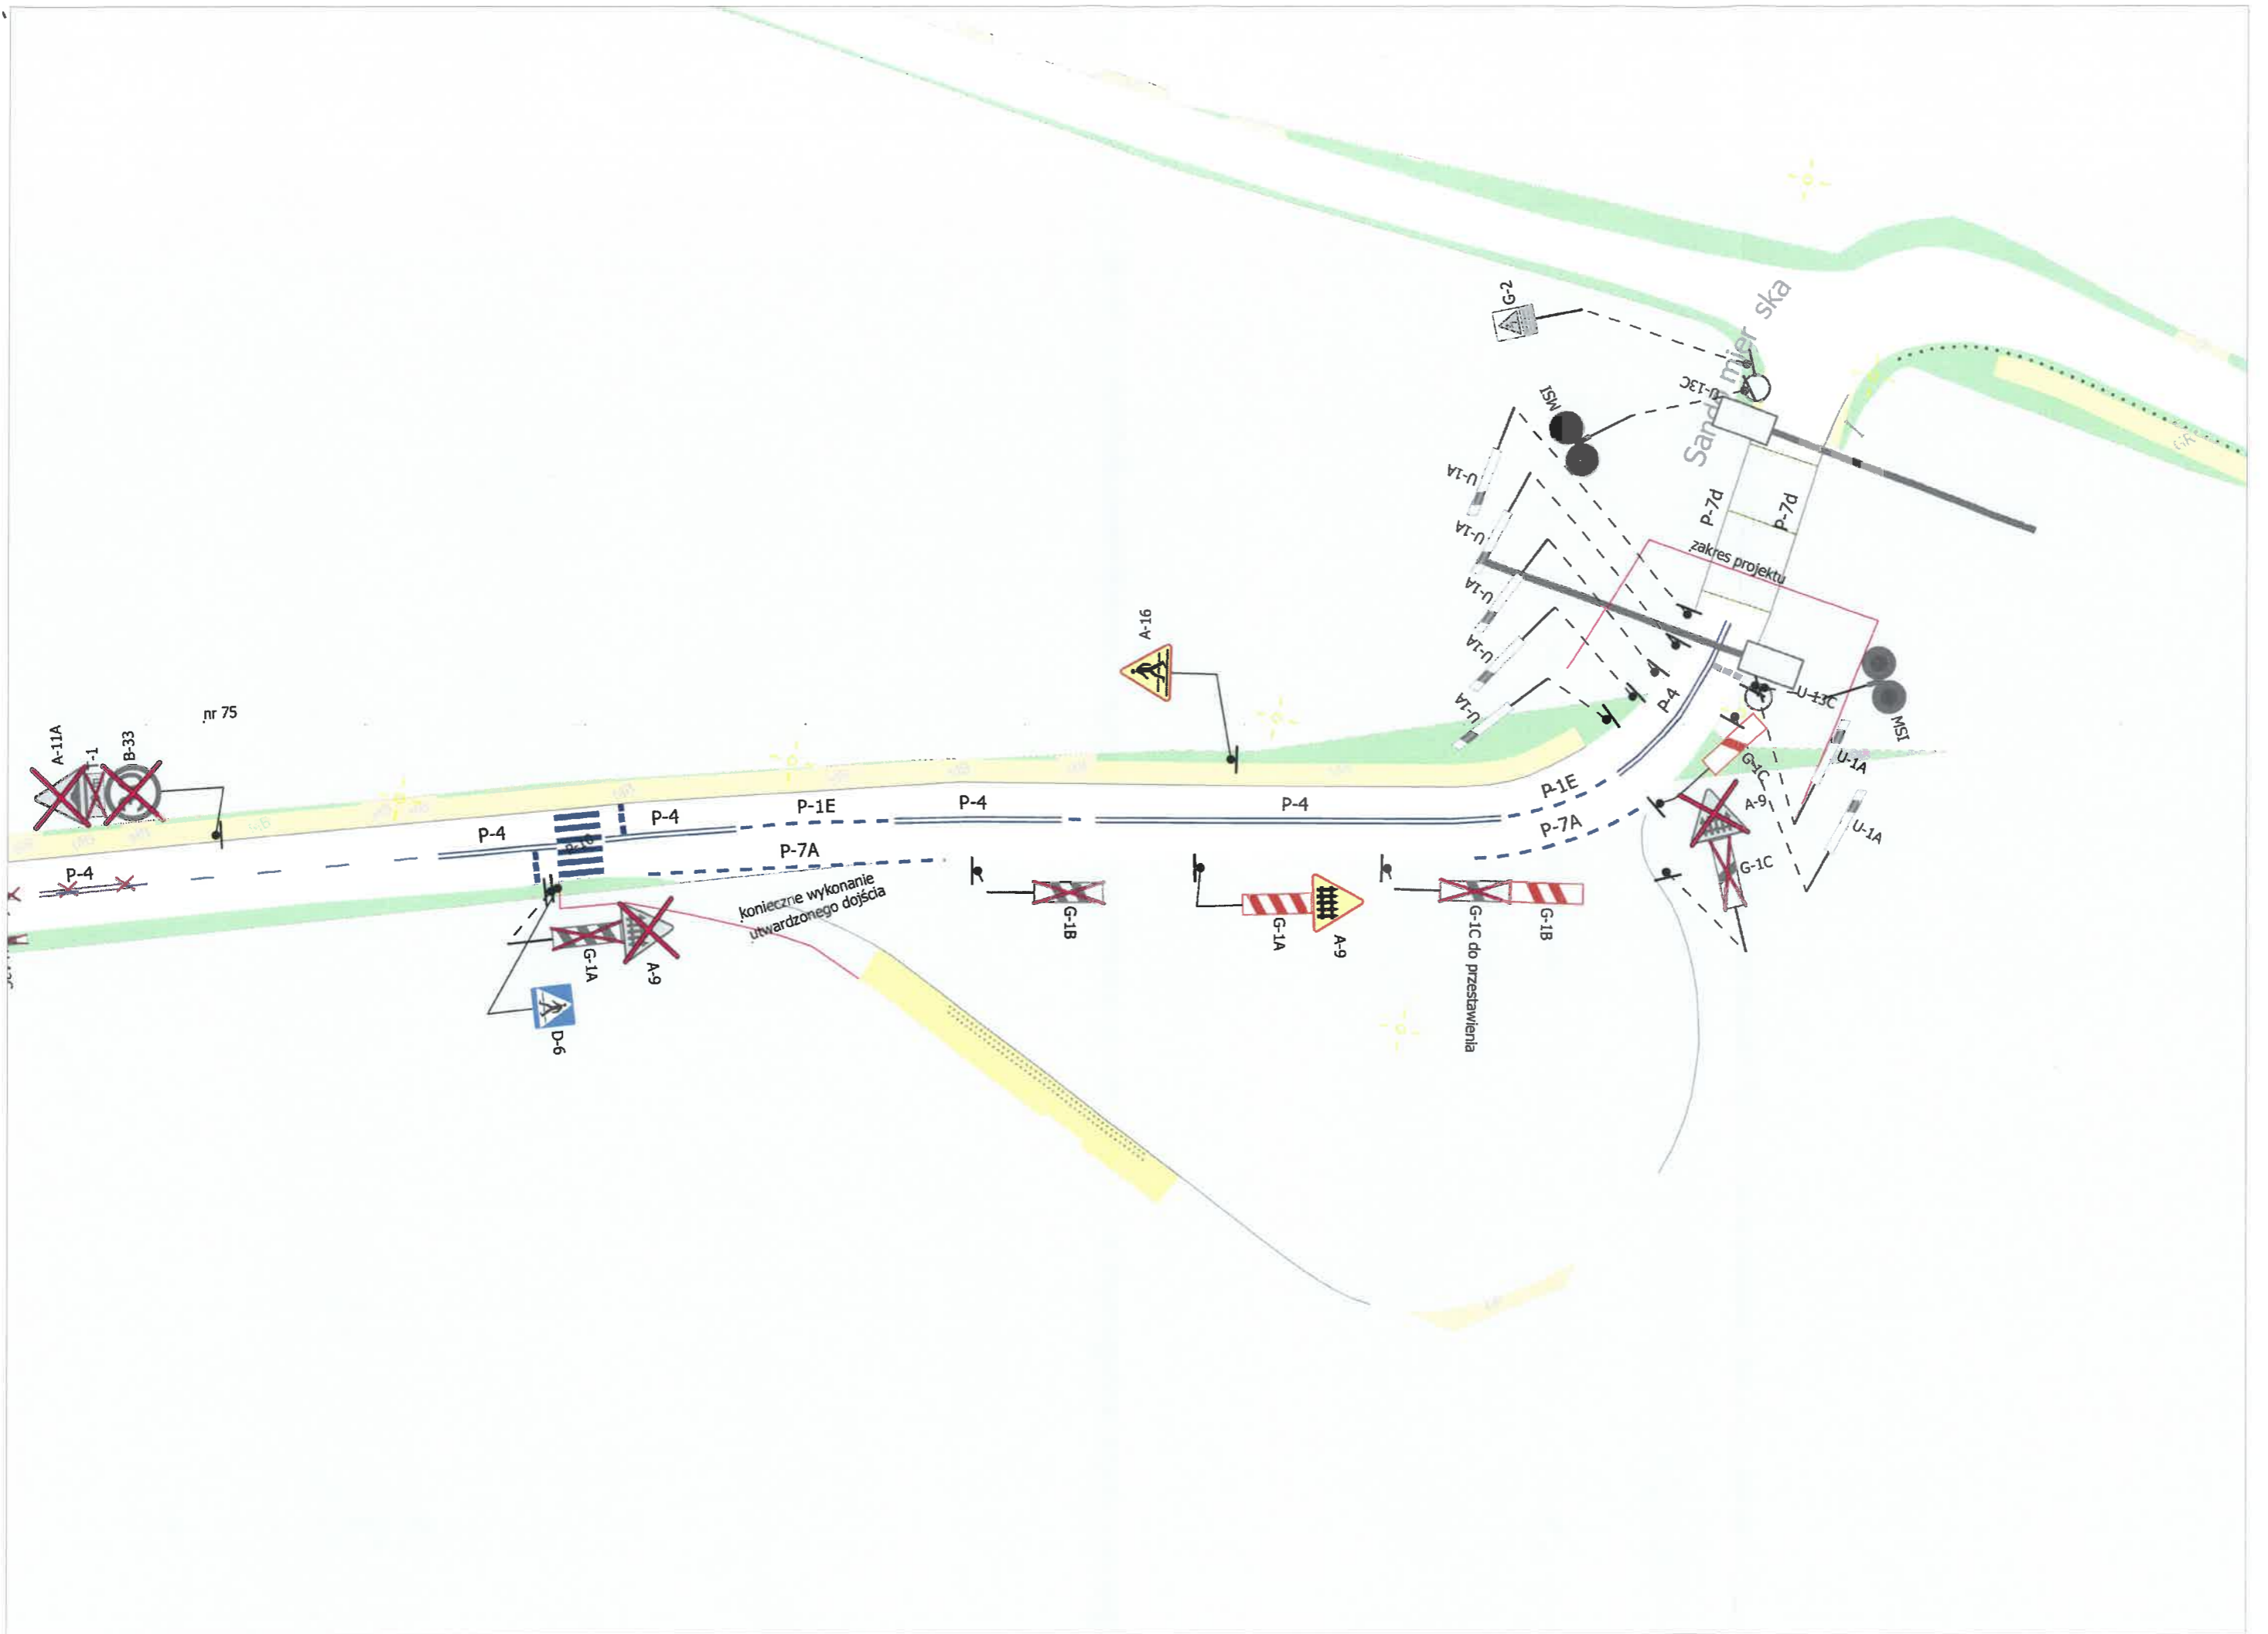 G-2
Sandomierska
U-13C
MSI
U-1A
U-1A
U-1A
U-1A
U-1A
P-7d
P-7d
zakres projektu
A-16
nr 75
A-11A
T-1
B-33
P-4
P-4
P-4
P-1E
P-4
P-4
P-1E
P-4
P-7A
P-7A
U-13C
MSI
U-1A
U-1A
G-1C
A-9
G-1C
konieczne wykonanie
utwardzonego dojścia
G-1A
A-9
D-6
G-1B
G-1A
A-9
G-1C do przestawienia
G-1B